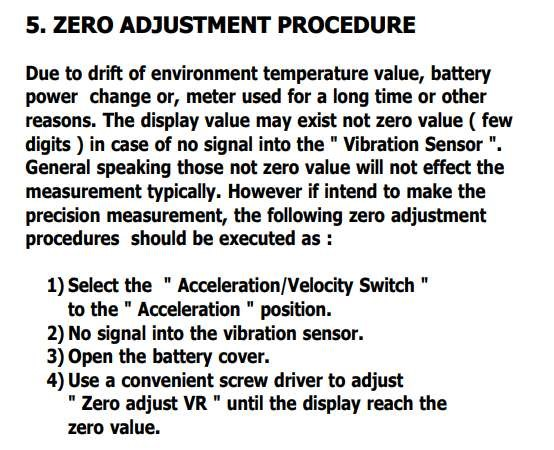 5. ZERO ADJUSTMENT PROCEDURE
Due to drift of environment temperature value, battery
power change or, meter used for a long time or other
reasons. The display value may exist not zero value ( few
digits ) in case of no signal into the " Vibration Sensor ".
General speaking those not zero value will not effect the
measurement typically. However if intend to make the
precision measurement, the following zero adjustment
procedures should be executed as :
1) Select the " Acceleration/Velocity Switch "
to the " Acceleration " position.
2) No signal into the vibration sensor.
3) Open the battery cover.
4) Use a convenient screw driver to adjust
" Zero adjust VR " until the display reach the
zero value.